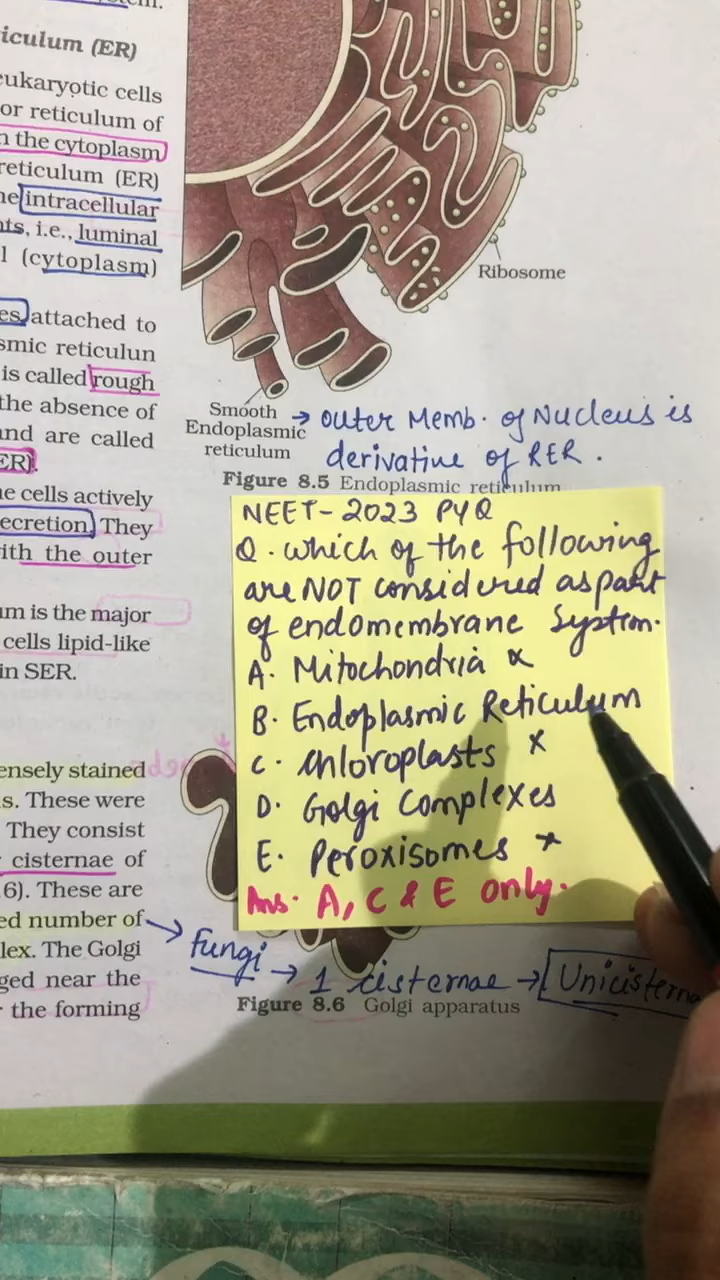 iculum (ER)
eukaryotic cells
or reticulum of
n the cytoplasm
reticulum (ER)
intracellular
nts, i.e., luminal
l (cytoplasm)
es attached to
smic reticulun
is called rough
the absence of
and are called
ER).
ne cells actively
ecretion. They
ith the outer
um is the major
cells lipid-like
in SER.
Ribosome
Smooth
Endoplasmic
reticulum
→ outer Memb. of Nucleus is
derivative of RER.
Figure 8.5 Endoplasmic reticulum
NEET-2023 PYQ
Q. which of the following
are NOT considered as part
of endomembrane System.
A. Mitochondria x
B. Endoplasmic Reticulum
C. Chloroplasts x
D. Golgi Complexes
E. Peroxisomes x
Ans. A, C & E only.
ensely stained
s. These were
They consist
cisternae of
6). These are
ed number of
lex. The Golgi
ged near the
the forming
→ Fungi → 1 cisternae → Unicisterna
Figure 8.6 Golgi apparatus